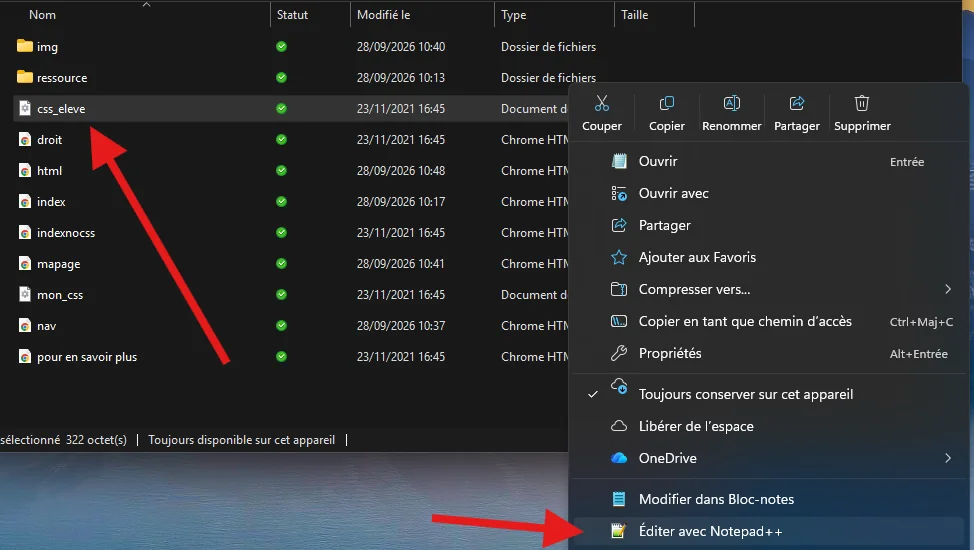 Nom Statut Modifié le Type Taille
img 28/09/2026 10:40 Dossier de fichiers
ressource 28/09/2026 10:13 Dossier de fichiers
css_eleve 23/11/2021 16:45 Document d
droit 23/11/2021 16:45 Chrome HTM
html 28/09/2026 10:48 Chrome HTM
index 28/09/2026 10:17 Chrome HTM
indexnocss 23/11/2021 16:45 Chrome HTM
mapage 28/09/2026 10:41 Chrome HTM
mon_css 23/11/2021 16:45 Document d
nav 28/09/2026 10:37 Chrome HTM
pour en savoir plus 23/11/2021 16:45 Chrome HTM
sélectionné 322 octet(s) Toujours disponible sur cet appareil
Couper Copier Renommer Partager Supprimer
Ouvrir Entrée
Ouvrir avec
Partager
Ajouter aux Favoris
Compresser vers...
Copier en tant que chemin d'accès Ctrl+Maj+C
Propriétés Alt+Entrée
Toujours conserver sur cet appareil
Libérer de l'espace
OneDrive
Modifier dans Bloc-notes
Éditer avec Notepad++